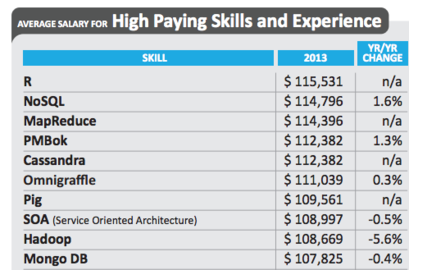 AVERAGE SALARY FOR High Paying Skills and Experience
SKILL 2013 YR/YR CHANGE
R $ 115,531 n/a
NoSQL $ 114,796 1.6%
MapReduce $ 114,396 n/a
PMBok $ 112,382 1.3%
Cassandra $ 112,382 n/a
Omnigraffle $ 111,039 0.3%
Pig $ 109,561 n/a
SOA (Service Oriented Architecture) $ 108,997 -0.5%
Hadoop $ 108,669 -5.6%
Mongo DB $ 107,825 -0.4%